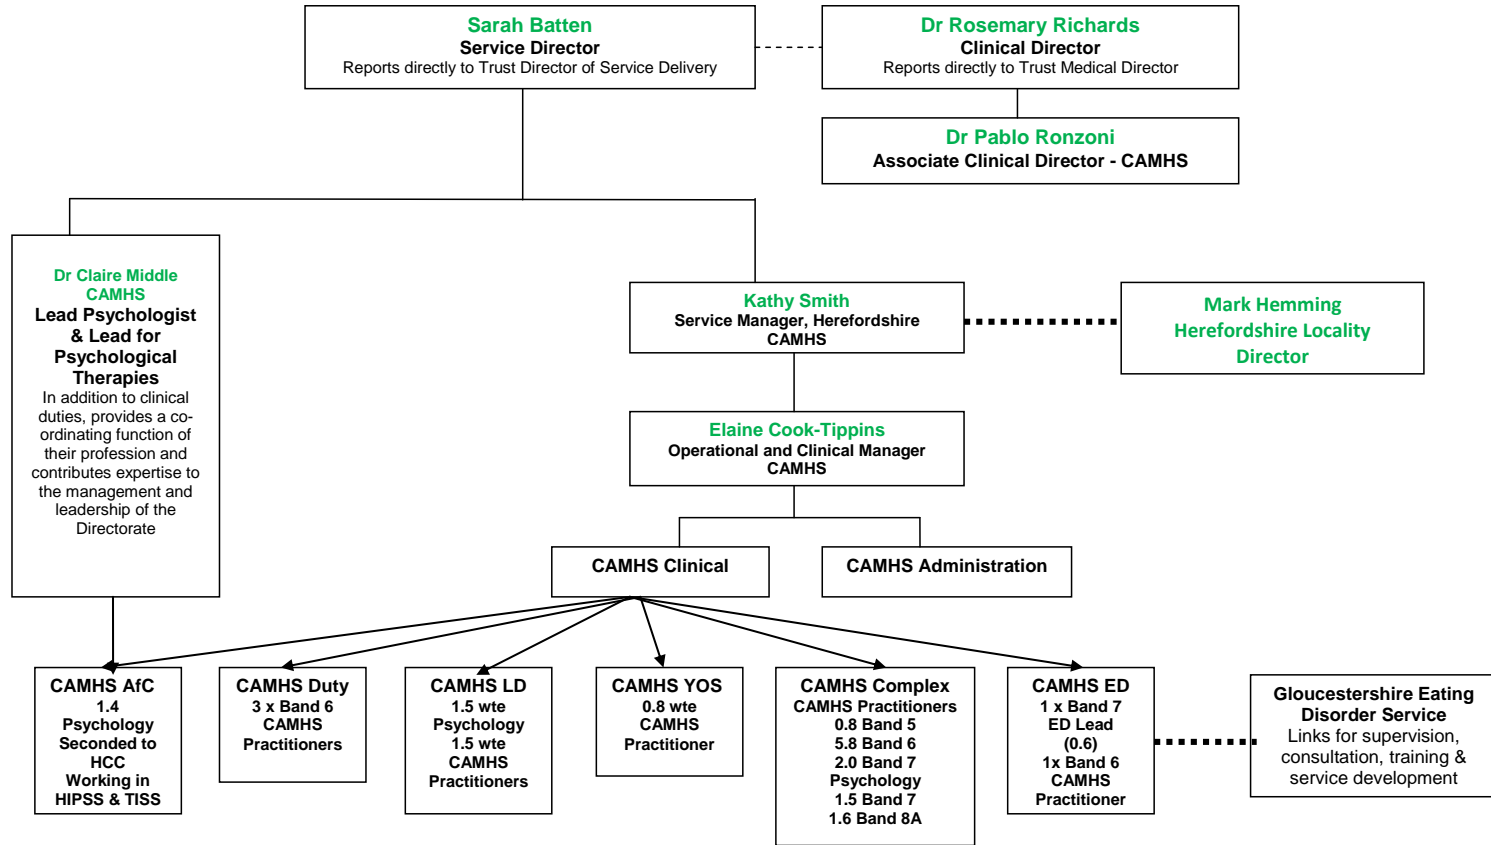 Sarah Batten
Service Director
Reports directly to Trust Director of Service Delivery
Dr Rosemary Richards
Clinical Director
Reports directly to Trust Medical Director
Dr Pablo Ronzoni
Associate Clinical Director - CAMHS
Dr Claire Middle
CAMHS
Lead Psychologist
& Lead for
Psychological
Therapies
In addition to clinical
duties, provides a co-
ordinating function of
their profession and
contributes expertise to
the management and
leadership of the
Directorate
Kathy Smith
Service Manager, Herefordshire
CAMHS
Mark Hemming
Herefordshire Locality
Director
Elaine Cook-Tippins
Operational and Clinical Manager
CAMHS
CAMHS Clinical
CAMHS Administration
CAMHS AfC
1.4
Psychology
Seconded to
HCC
Working in
HIPSS & TISS
CAMHS Duty
3 x Band 6
CAMHS
Practitioners
CAMHS LD
1.5 wte
Psychology
1.5 wte
CAMHS
Practitioners
CAMHS YOS
0.8 wte
CAMHS
Practitioner
CAMHS Complex
CAMHS Practitioners
0.8 Band 5
5.8 Band 6
2.0 Band 7
Psychology
1.5 Band 7
1.6 Band 8A
CAMHS ED
1 x Band 7
ED Lead
(0.6)
1x Band 6
CAMHS
Practitioner
Gloucestershire Eating
Disorder Service
Links for supervision,
consultation, training &
service development